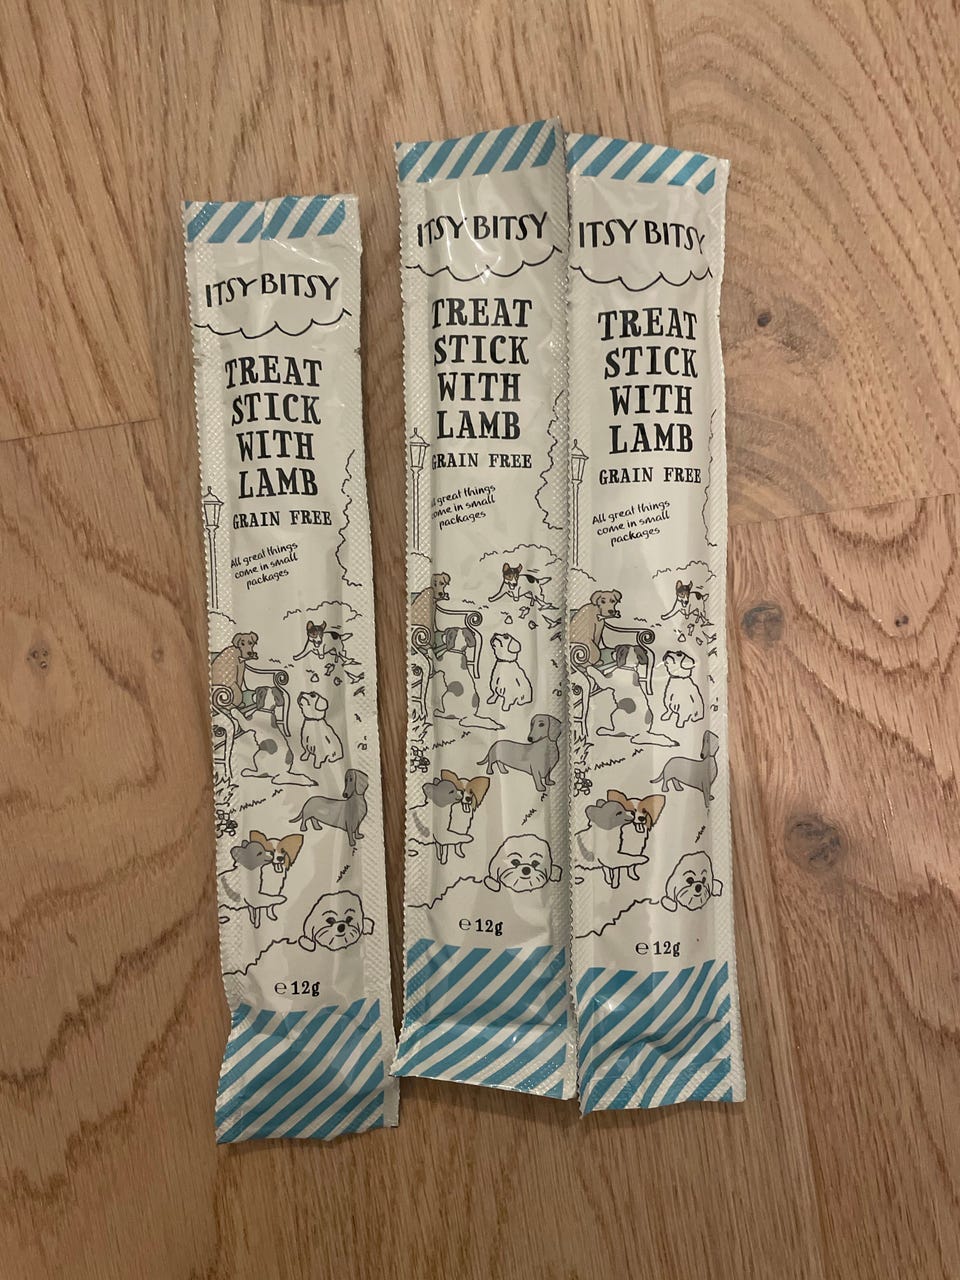 ITSY BITSY
TREAT
STICK
WITH
LAMB
GRAIN FREE
All great things
come in small
packages
℮12g
ITSY BITSY
TREAT
STICK
WITH
LAMB
GRAIN FREE
ll great things
ome in small
packages
℮12g
ITSY BITSY
TREAT
STICK
WITH
LAMB
GRAIN FREE
All great things
come in small
packages
℮12g